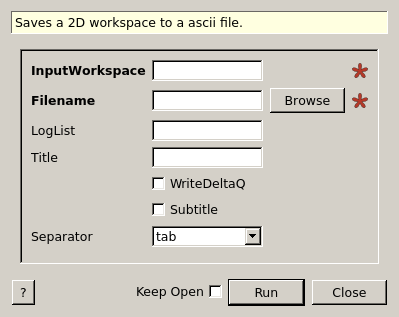 Saves a 2D workspace to a ascii file.
InputWorkspace
Filename
Browse
LogList
Title
WriteDeltaQ
Subtitle
Separator
tab
?
Keep Open
Run
Close